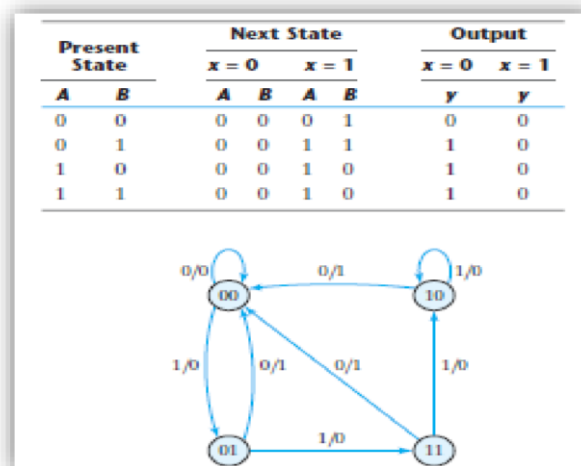 Present State Next State Output
x = 0 x = 1 x = 0 x = 1
A B A B A B y y
0 0 0 0 0 1 0 0
0 1 0 0 1 1 1 0
1 0 0 0 1 0 1 0
1 1 0 0 1 0 1 0
0/0 0/1 1/0
00 10
1/0 0/1 0/1 1/0
1/0
01 11